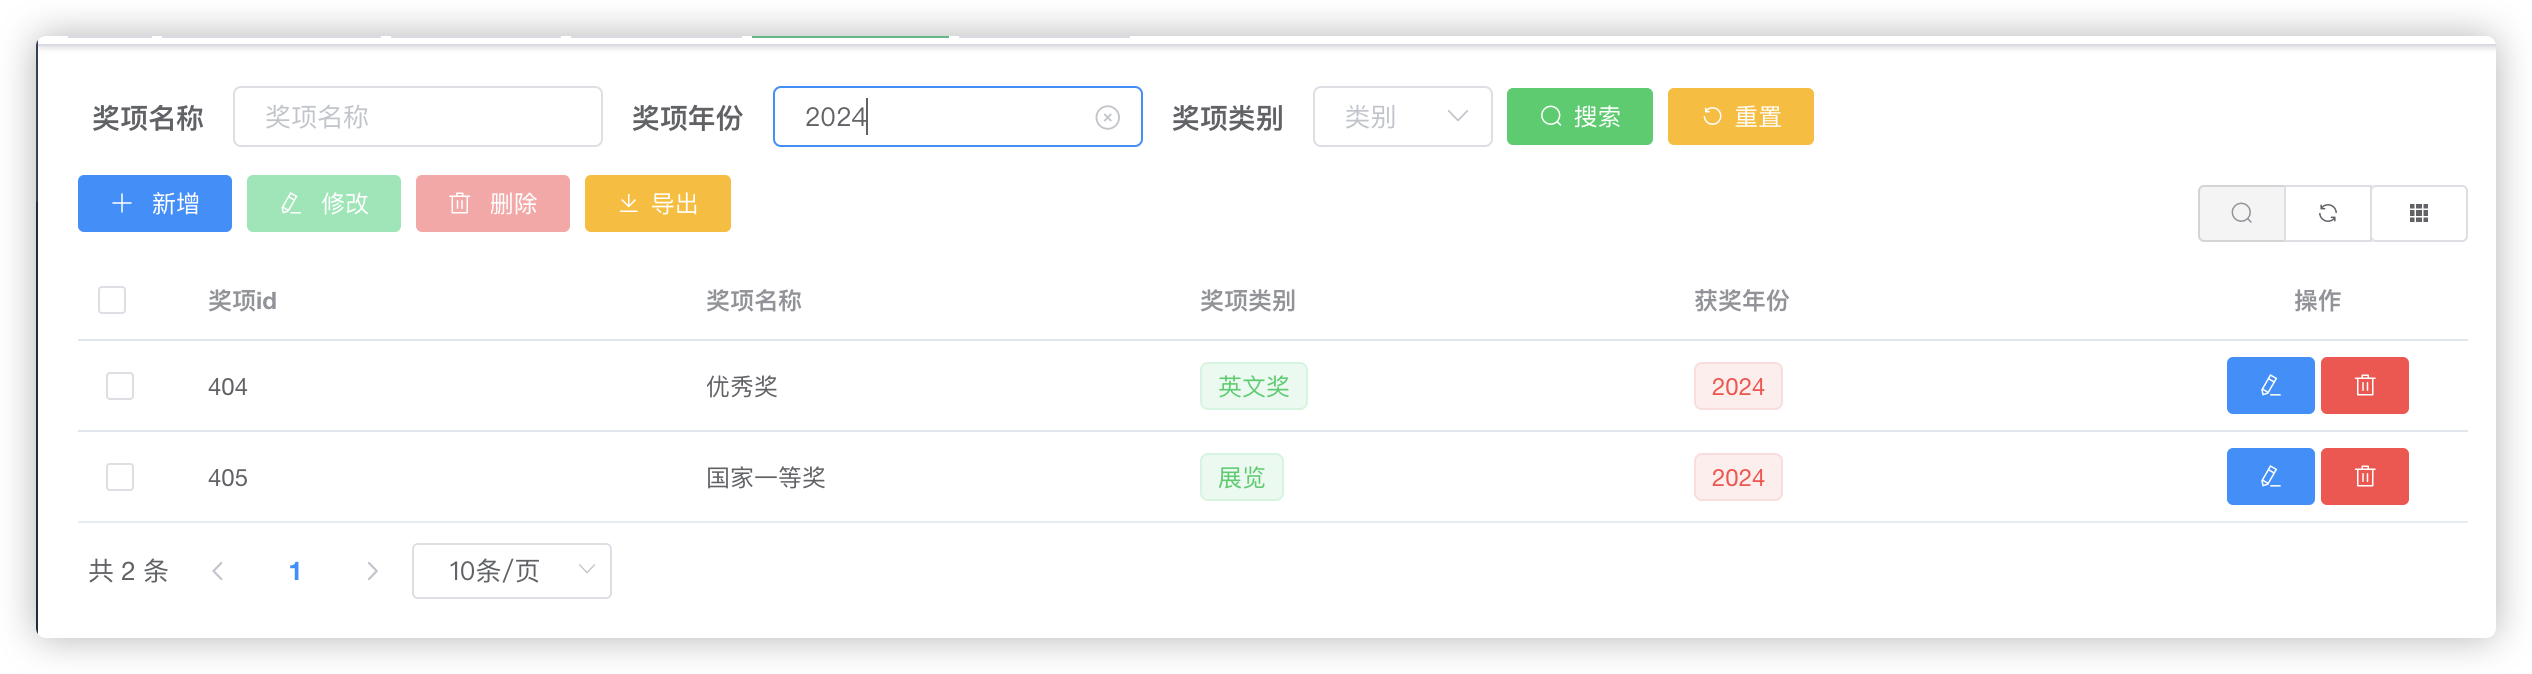 奖项名称 奖项名称 奖项年份 2024 奖项类别 类别 搜索 重置
新增 修改 删除 导出
奖项id 奖项名称 奖项类别 获奖年份 操作
404 优秀奖 英文奖 2024
405 国家一等奖 展览 2024
共 2 条 1 10条/页